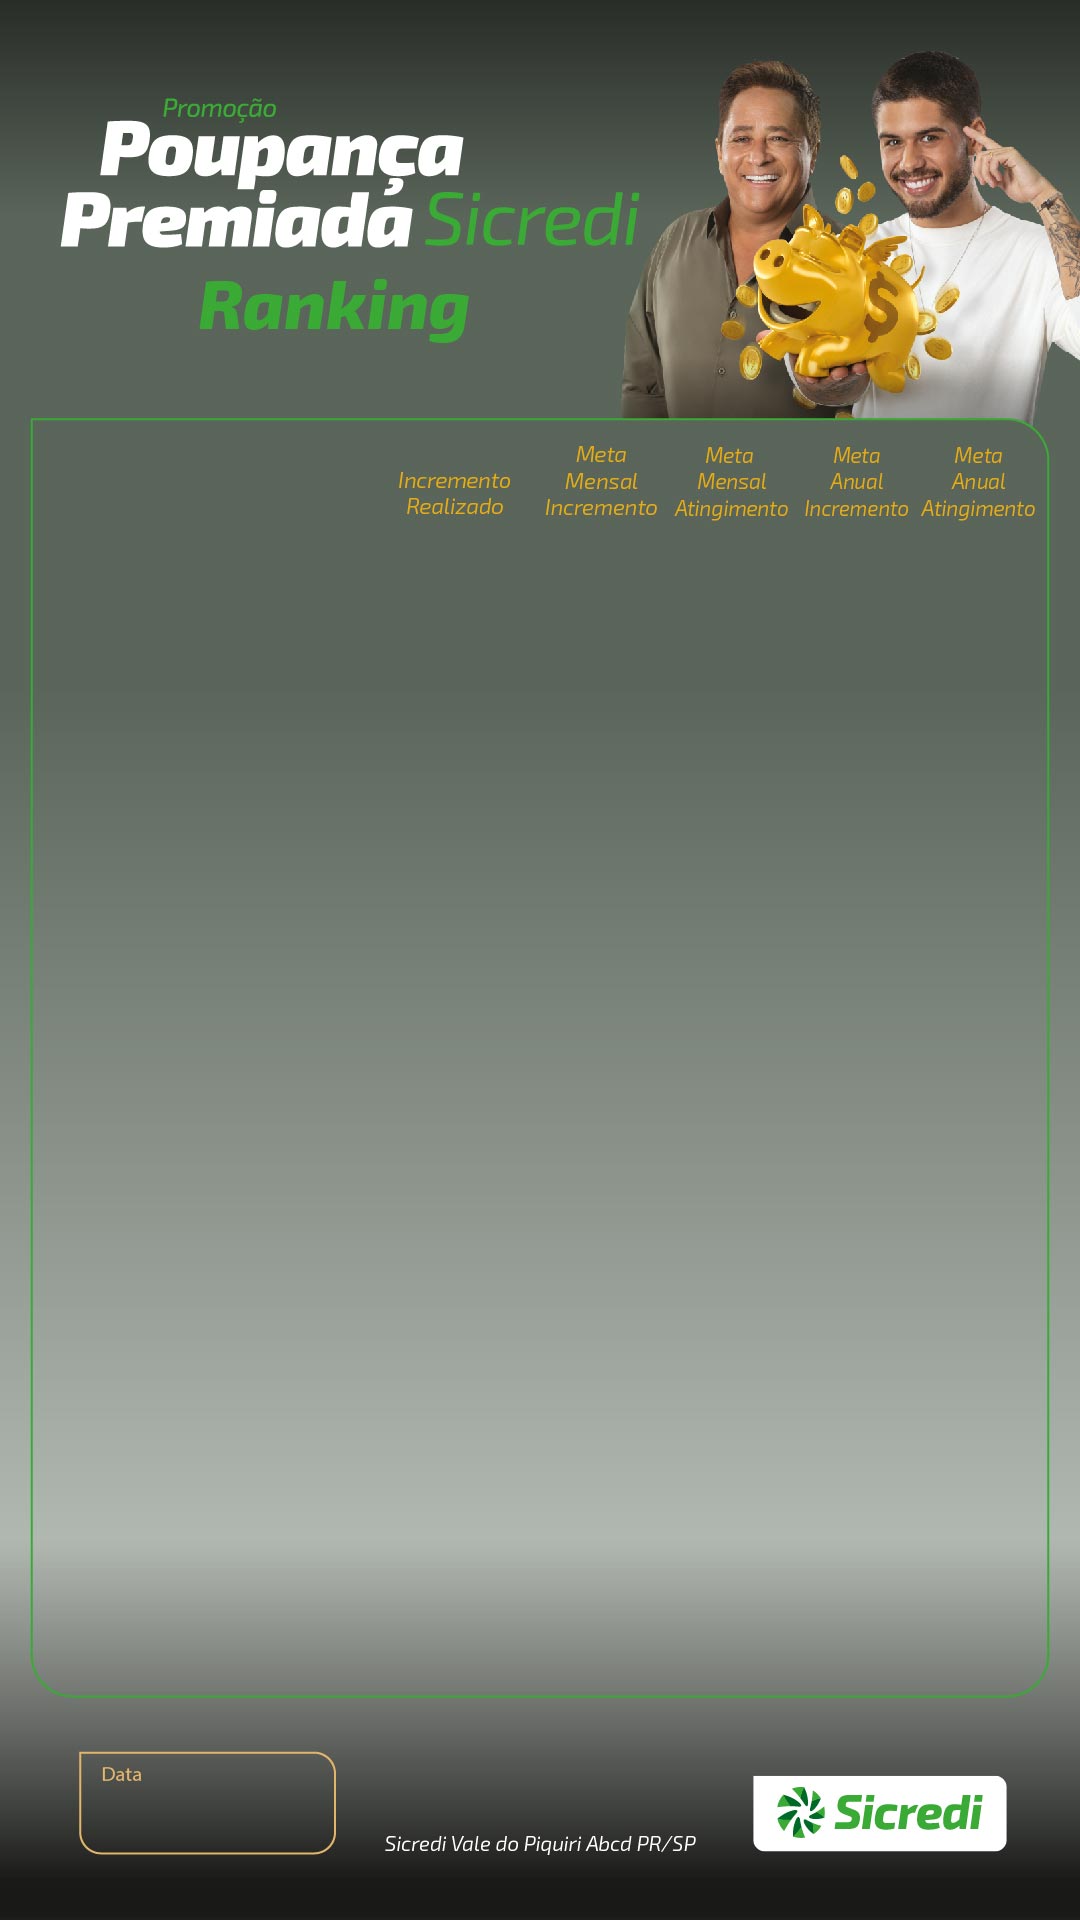 Promoção
Poupança
Premiada Sicredi
Ranking
Incremento
Realizado
Meta
Mensal
Incremento
Meta
Mensal
Atingimento
Meta
Anual
Incremento
Meta
Anual
Atingimento
Data
Sicredi Vale do Piquiri Abcd PR/SP
Sicredi